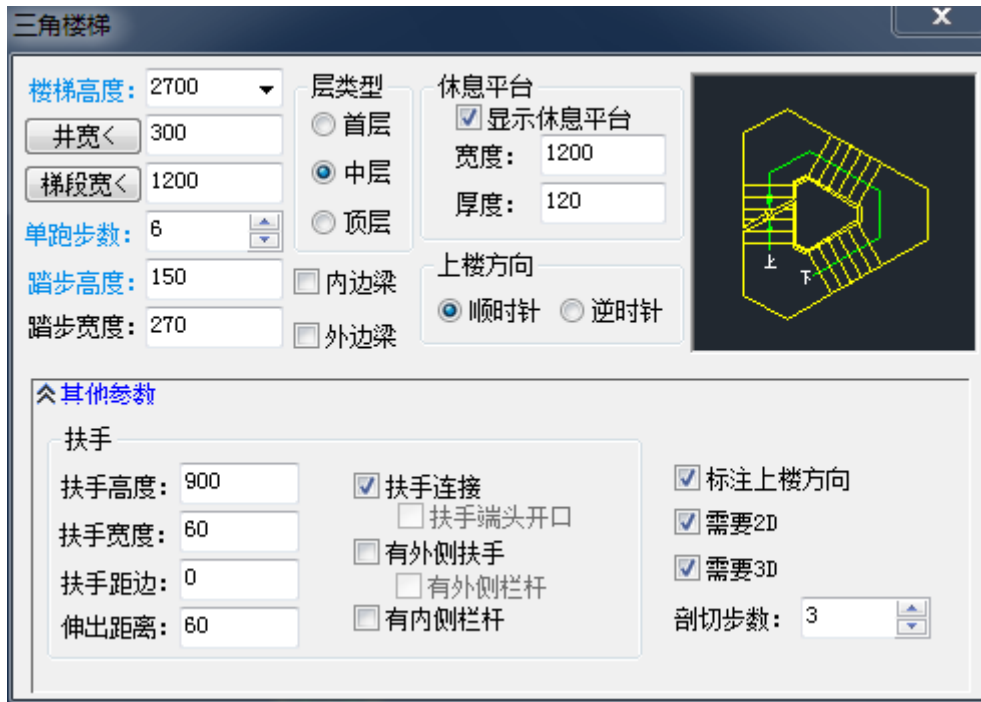 三角楼梯
楼梯高度: 2700
井宽< 300
梯段宽< 1200
单跑步数: 6
踏步高度: 150
踏步宽度: 270
层类型
首层
中层
顶层
内边梁
外边梁
休息平台
显示休息平台
宽度: 1200
厚度: 120
上楼方向
顺时针 逆时针
上
下
其他参数
扶手
扶手高度: 900
扶手宽度: 60
扶手距边: 0
伸出距离: 60
扶手连接
扶手端头开口
有外侧扶手
有外侧栏杆
有内侧栏杆
标注上楼方向
需要2D
需要3D
剖切步数: 3